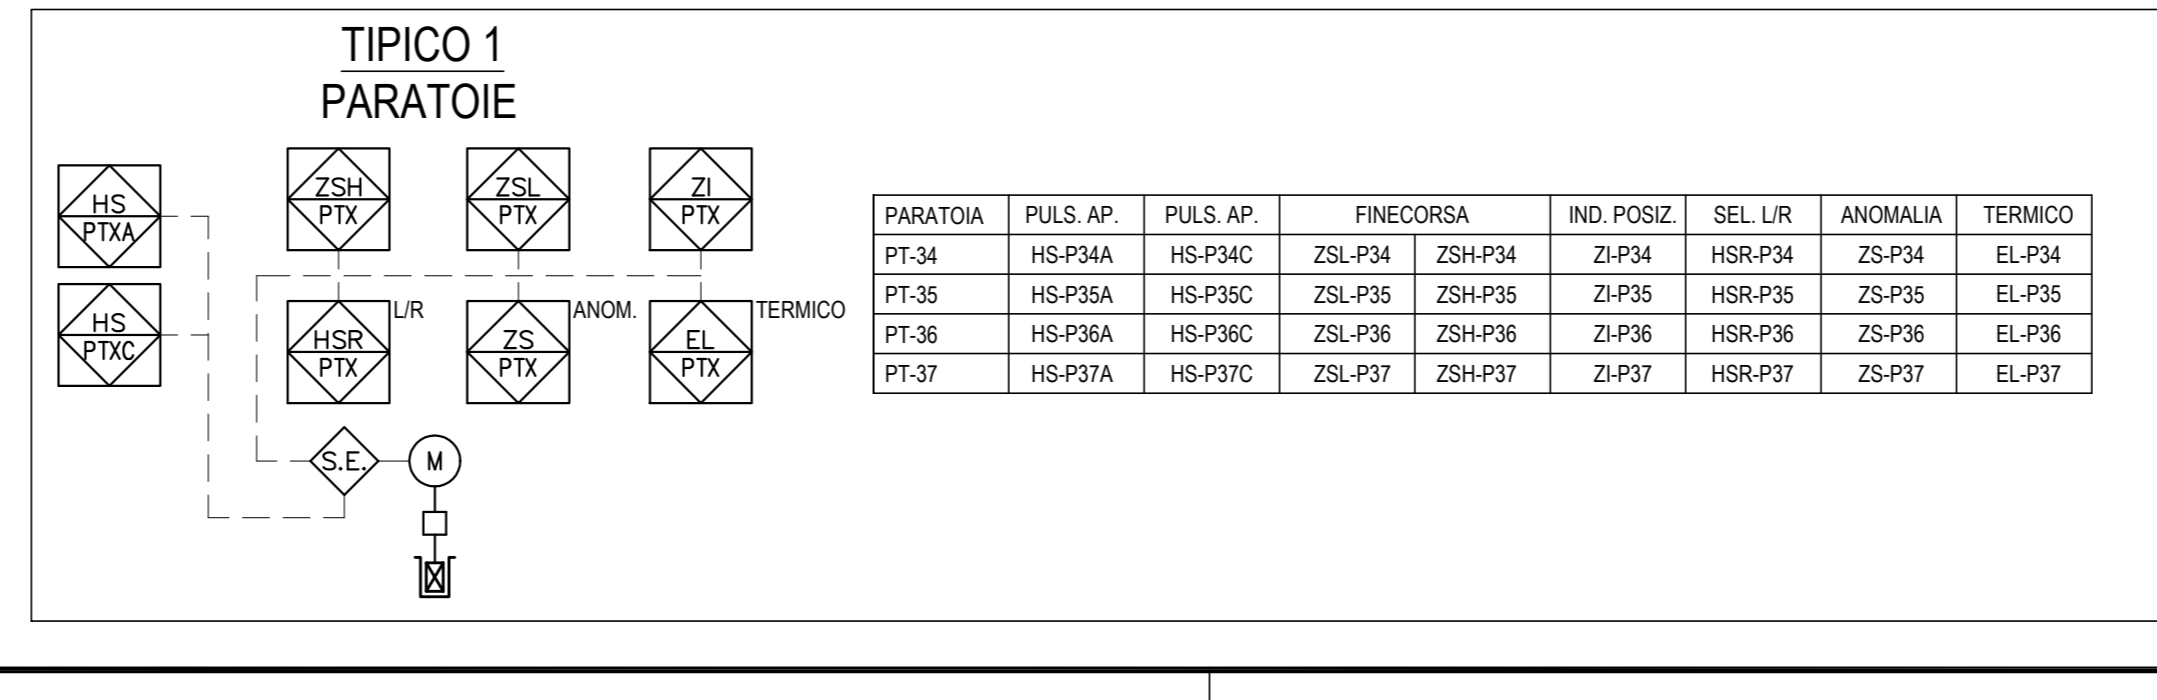 TIPICO 1
PARATOIE
HS
PTXA
ZSH
PTX
ZSL
PTX
ZI
PTX
HS
PTXC
HSR
PTX
L/R
ZS
PTX
ANOM.
EL
PTX
TERMICO
S.E.
M
PARATOIA PULS. AP. PULS. AP. FINECORSA IND. POSIZ. SEL. L/R ANOMALIA TERMICO
PT-34 HS-P34A HS-P34C ZSL-P34 ZSH-P34 ZI-P34 HSR-P34 ZS-P34 EL-P34
PT-35 HS-P35A HS-P35C ZSL-P35 ZSH-P35 ZI-P35 HSR-P35 ZS-P35 EL-P35
PT-36 HS-P36A HS-P36C ZSL-P36 ZSH-P36 ZI-P36 HSR-P36 ZS-P36 EL-P36
PT-37 HS-P37A HS-P37C ZSL-P37 ZSH-P37 ZI-P37 HSR-P37 ZS-P37 EL-P37